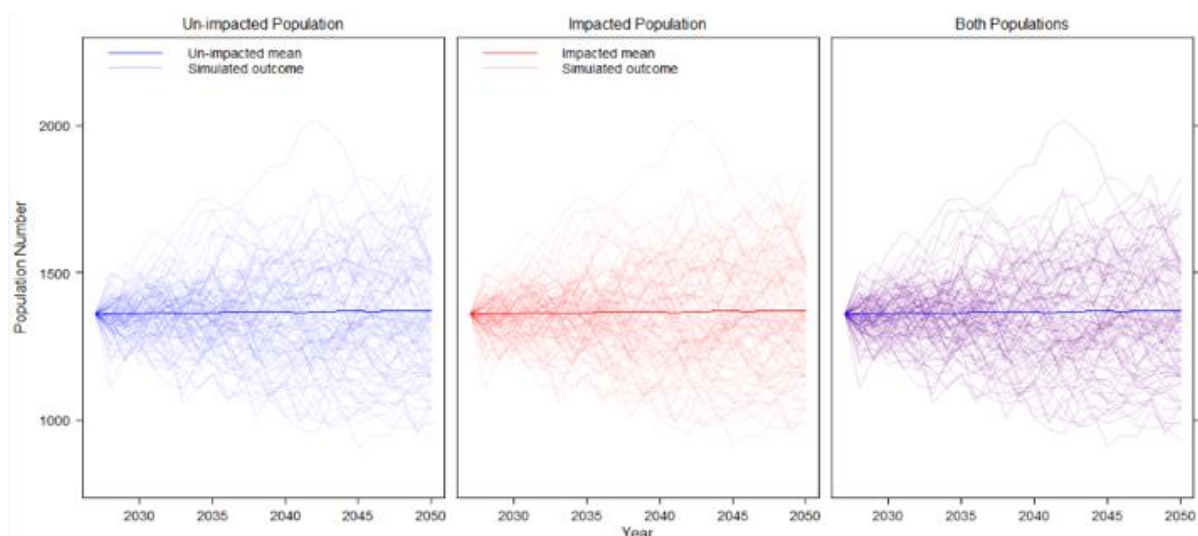 Un-impacted Population
Impacted Population
Both Populations
Un-impacted mean
Simulated outcome
Impacted mean
Simulated outcome
Population Number
2000
1500
1000
2030 2035 2040 2045 2050
2030 2035 2040 2045 2050
2030 2035 2040 2045 2050
Year